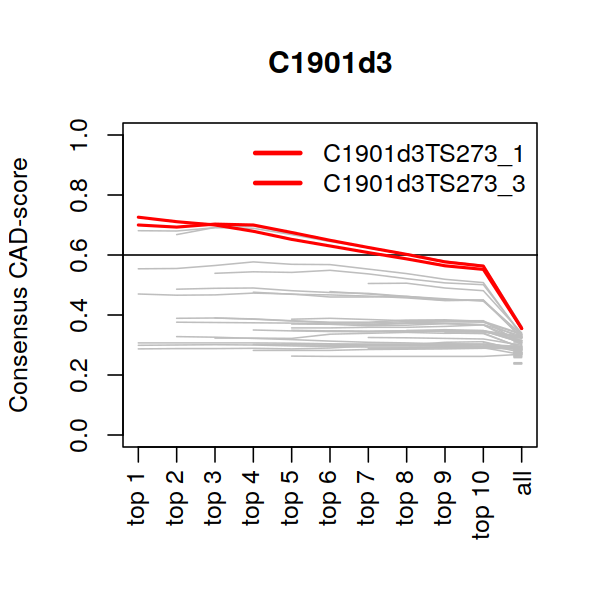 C1901d3
Consensus CAD-score
1.0
0.8
0.6
0.4
0.2
0.0
C1901d3TS273_1
C1901d3TS273_3
top 1
top 2
top 3
top 4
top 5
top 6
top 7
top 8
top 9
top 10
all